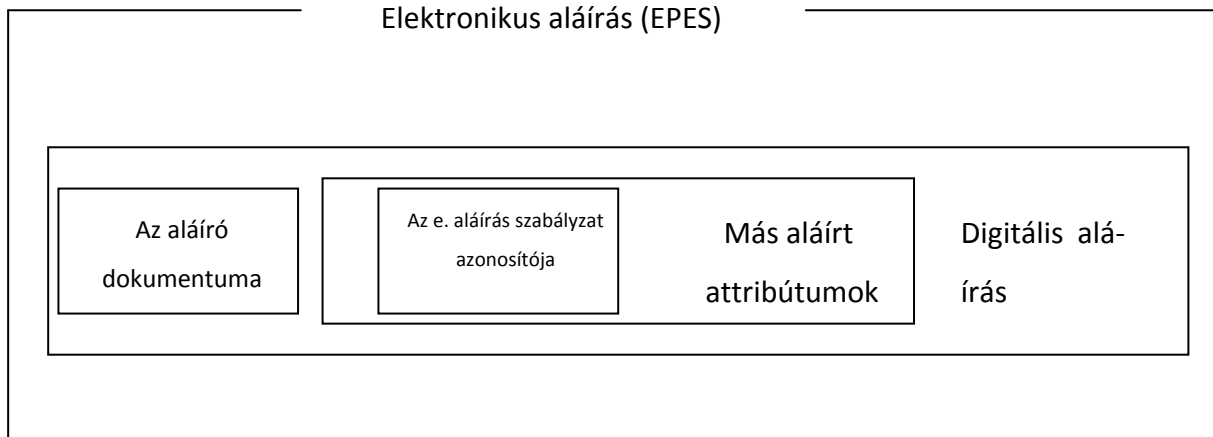 Elektronikus aláírás (EPES)
Az aláíró
dokumentuma
Az e. aláírás szabályzat
azonosítója
Más aláírt
attribútumok
Digitális alá-
írás